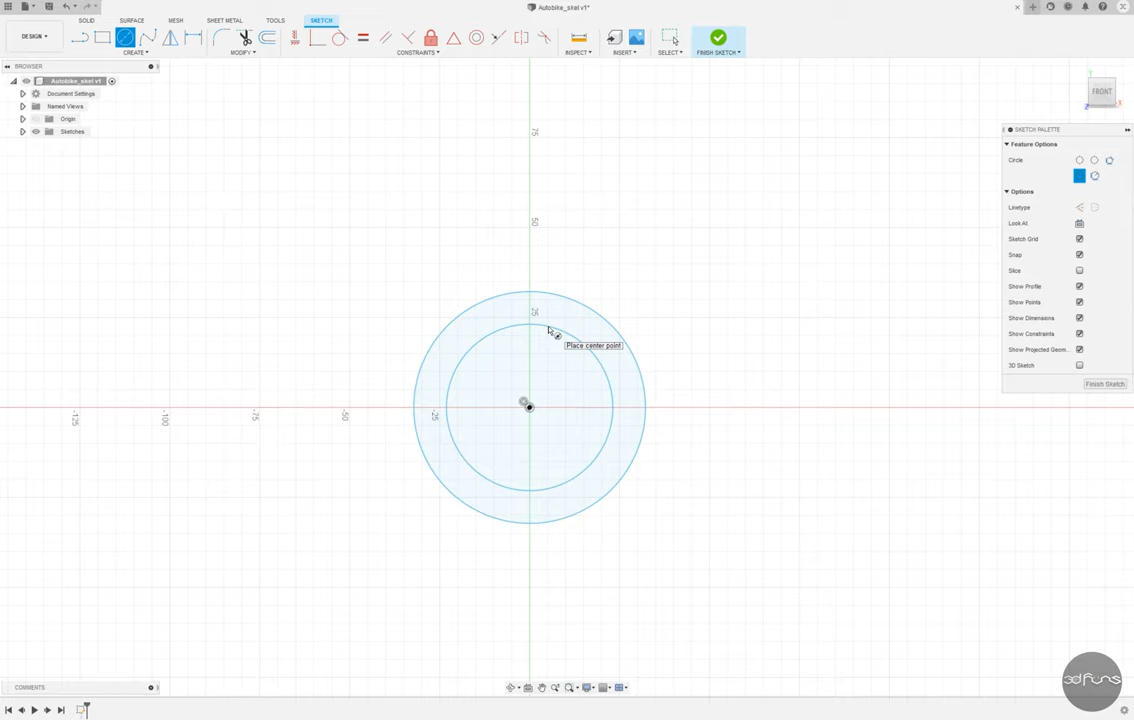 Autobike_skel v1*
SOLID SURFACE MESH SHEET METAL TOOLS SKETCH
DESIGN
CREATE MODIFY CONSTRAINTS INSPECT INSERT SELECT FINISH SKETCH
BROWSER
Autobike_skel v1
Document Settings
Named Views
Origin
Sketches
FRONT
Y
X
Z
SKETCH PALETTE
Feature Options
Circle
Options
Linetype
Look At
Sketch Grid
Snap
Slice
Show Profile
Show Points
Show Dimensions
Show Constraints
Show Projected Geom...
3D Sketch
Finish Sketch
75
50
25
Place center point
-125
-100
-75
-50
-25
COMMENTS
3dfuns